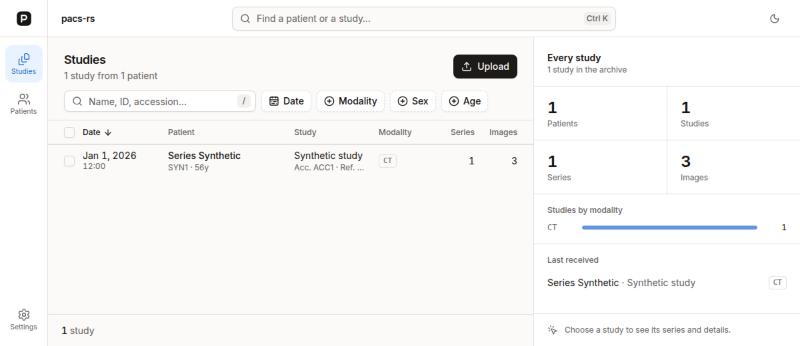 P
pacs-rs
Find a patient or a study...
Ctrl K
Studies
Patients
Settings
Studies
1 study from 1 patient
Upload
Name, ID, accession...
/
Date
Modality
Sex
Age
Date Patient Study Modality Series Images
Jan 1, 2026 Series Synthetic Synthetic study CT 1 3
12:00 SYN1 · 56y Acc. ACC1 · Ref. ...
1 study
Every study
1 study in the archive
1 1
Patients Studies
1 3
Series Images
Studies by modality
CT 1
Last received
Series Synthetic · Synthetic study CT
Choose a study to see its series and details.